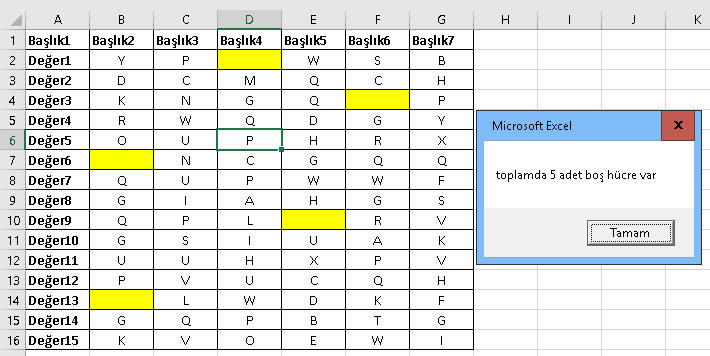 A B C D E F G H I J K
1 Başlık1 Başlık2 Başlık3 Başlık4 Başlık5 Başlık6 Başlık7
2 Değer1 Y P W S B
3 Değer2 D C M Q C H
4 Değer3 K N G Q P
5 Değer4 R W Q D G Y
6 Değer5 O U P H R X
7 Değer6 N C G Q Q
8 Değer7 Q U P W W F
9 Değer8 G I A H G S
10 Değer9 Q P L R V
11 Değer10 G S I U A K
12 Değer11 U U H X P V
13 Değer12 P V U C Q H
14 Değer13 L W D K F
15 Değer14 G Q P B T G
16 Değer15 K V O E W I
Microsoft Excel
x
toplamda 5 adet boş hücre var
Tamam